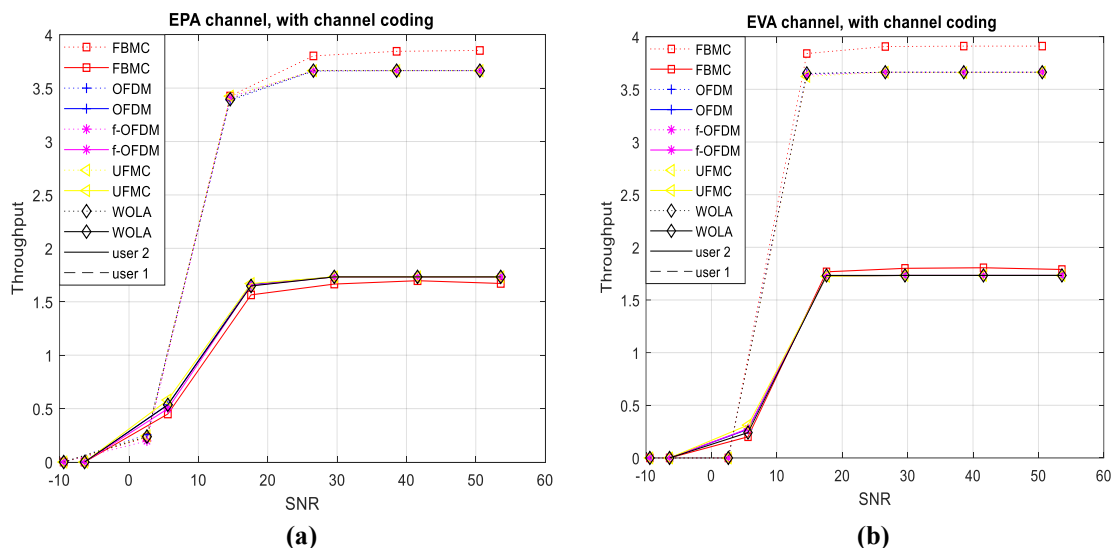 EPA channel, with channel coding
4
3.5
3
2.5
2
1.5
1
0.5
0
Throughput
FBMC
FBMC
OFDM
OFDM
f-OFDM
f-OFDM
UFMC
UFMC
WOLA
WOLA
user 2
user 1
-10
0
10
20
30
40
50
60
SNR
(a)
EVA channel, with channel coding
4
3.5
3
2.5
2
1.5
1
0.5
0
Throughput
FBMC
FBMC
OFDM
OFDM
f-OFDM
f-OFDM
UFMC
UFMC
WOLA
WOLA
user 2
user 1
-10
0
10
20
30
40
50
60
SNR
(b)